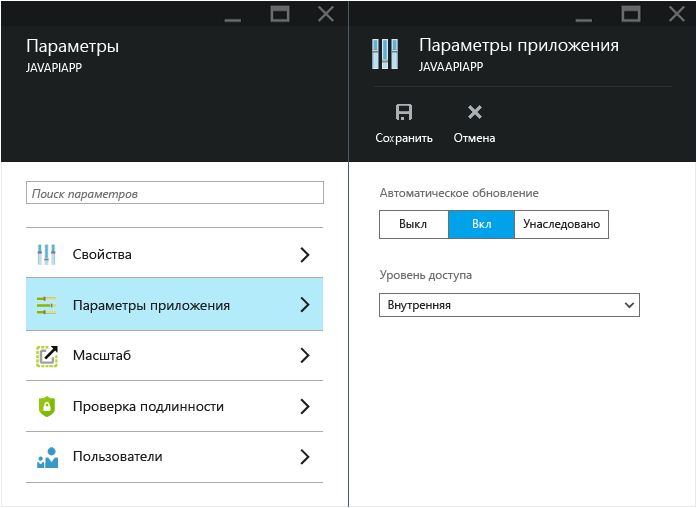 Параметры
JAVAPIAPP
Поиск параметров
Свойства
Параметры приложения
Масштаб
Проверка подлинности
Пользователи
Параметры приложения
JAVAAPIAPP
Сохранить
Отмена
Автоматическое обновление
Выкл
Вкл
Унаследовано
Уровень доступа
Внутренняя